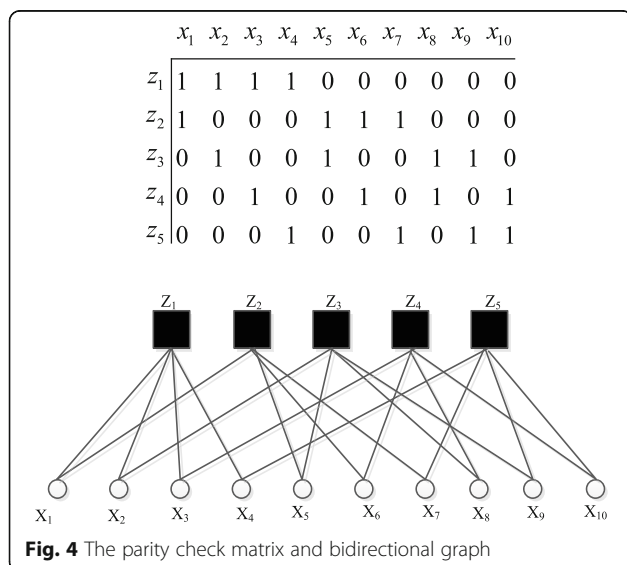 x₁ x₂ x₃ x₄ x₅ x₆ x₇ x₈ x₉ x₁₀
z₁ 1 1 1 1 0 0 0 0 0 0
z₂ 1 0 0 0 1 1 1 0 0 0
z₃ 0 1 0 0 1 0 0 1 1 0
z₄ 0 0 1 0 0 1 0 1 0 1
z₅ 0 0 0 1 0 0 1 0 1 1
Z₁ Z₂ Z₃ Z₄ Z₅
X₁ X₂ X₃ X₄ X₅ X₆ X₇ X₈ X₉ X₁₀
Fig. 4 The parity check matrix and bidirectional graph